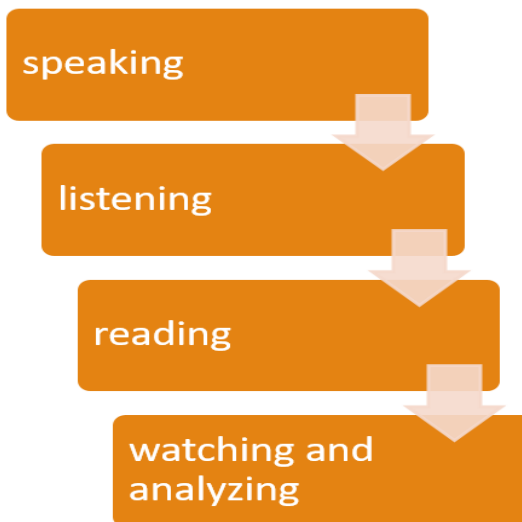 speaking
listening
reading
watching and
analyzing